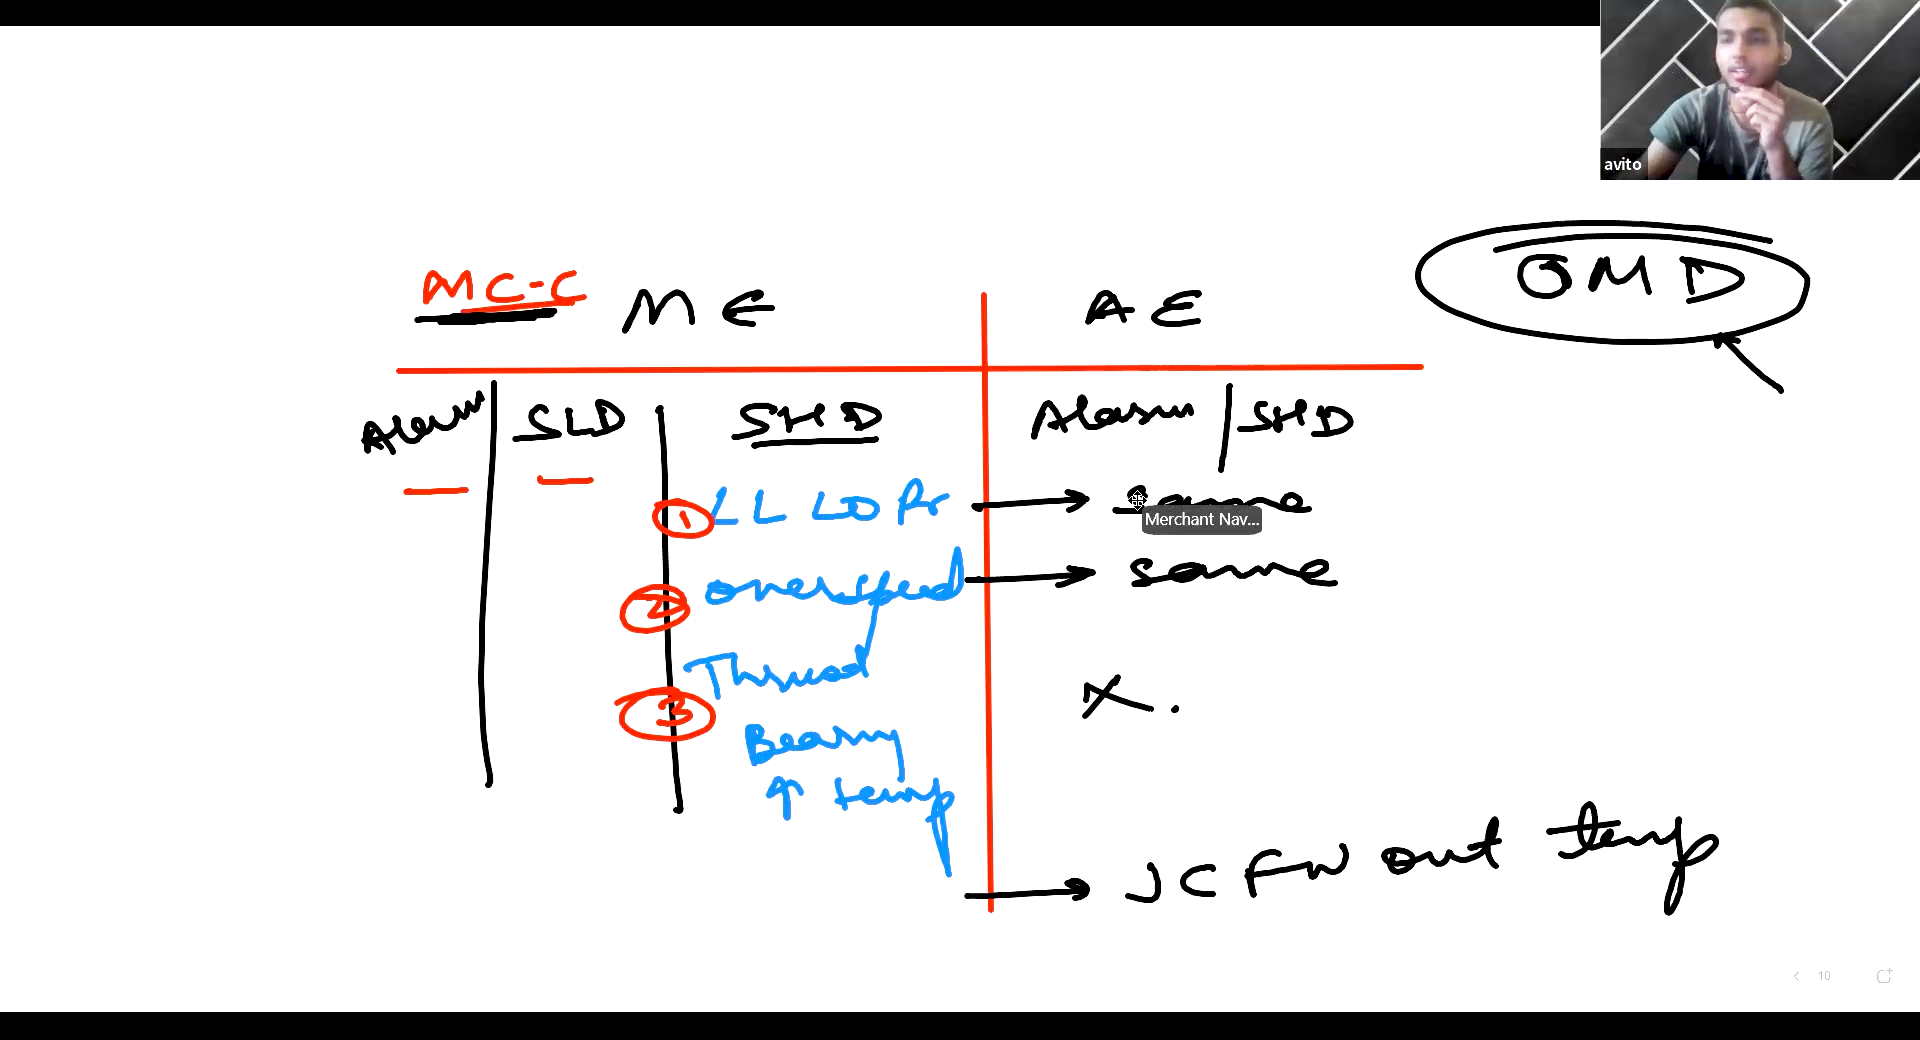 avito
OMD
MC-C ME AE
Alarm SLD SHD Alarm SHD
1 LL LO Pr same
Merchant Nav...
2 overspeed same
Thrust
3 x.
Bearing
↑ temp
JCFW out temp
10